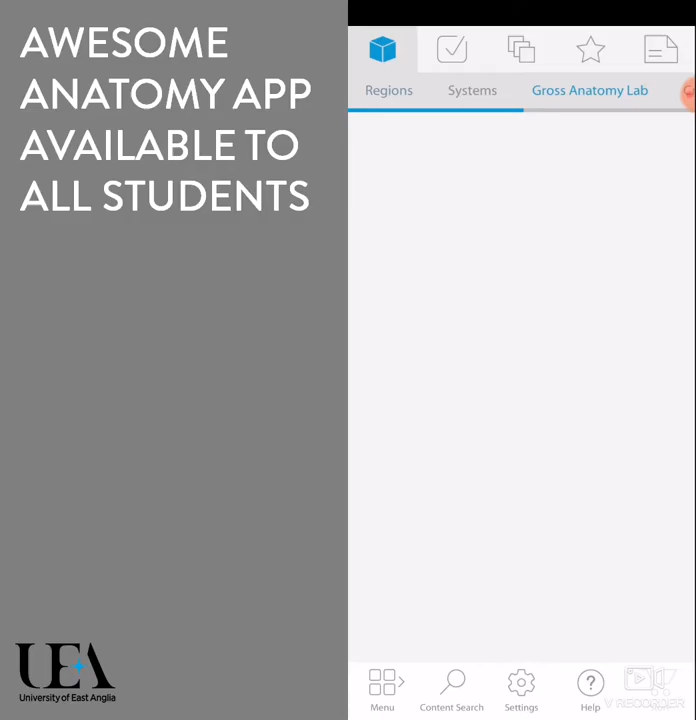 AWESOME
ANATOMY APP
AVAILABLE TO
ALL STUDENTS
UEA
University of East Anglia
Regions
Systems
Gross Anatomy Lab
Menu
Content Search
Settings
Help
V RECORDER